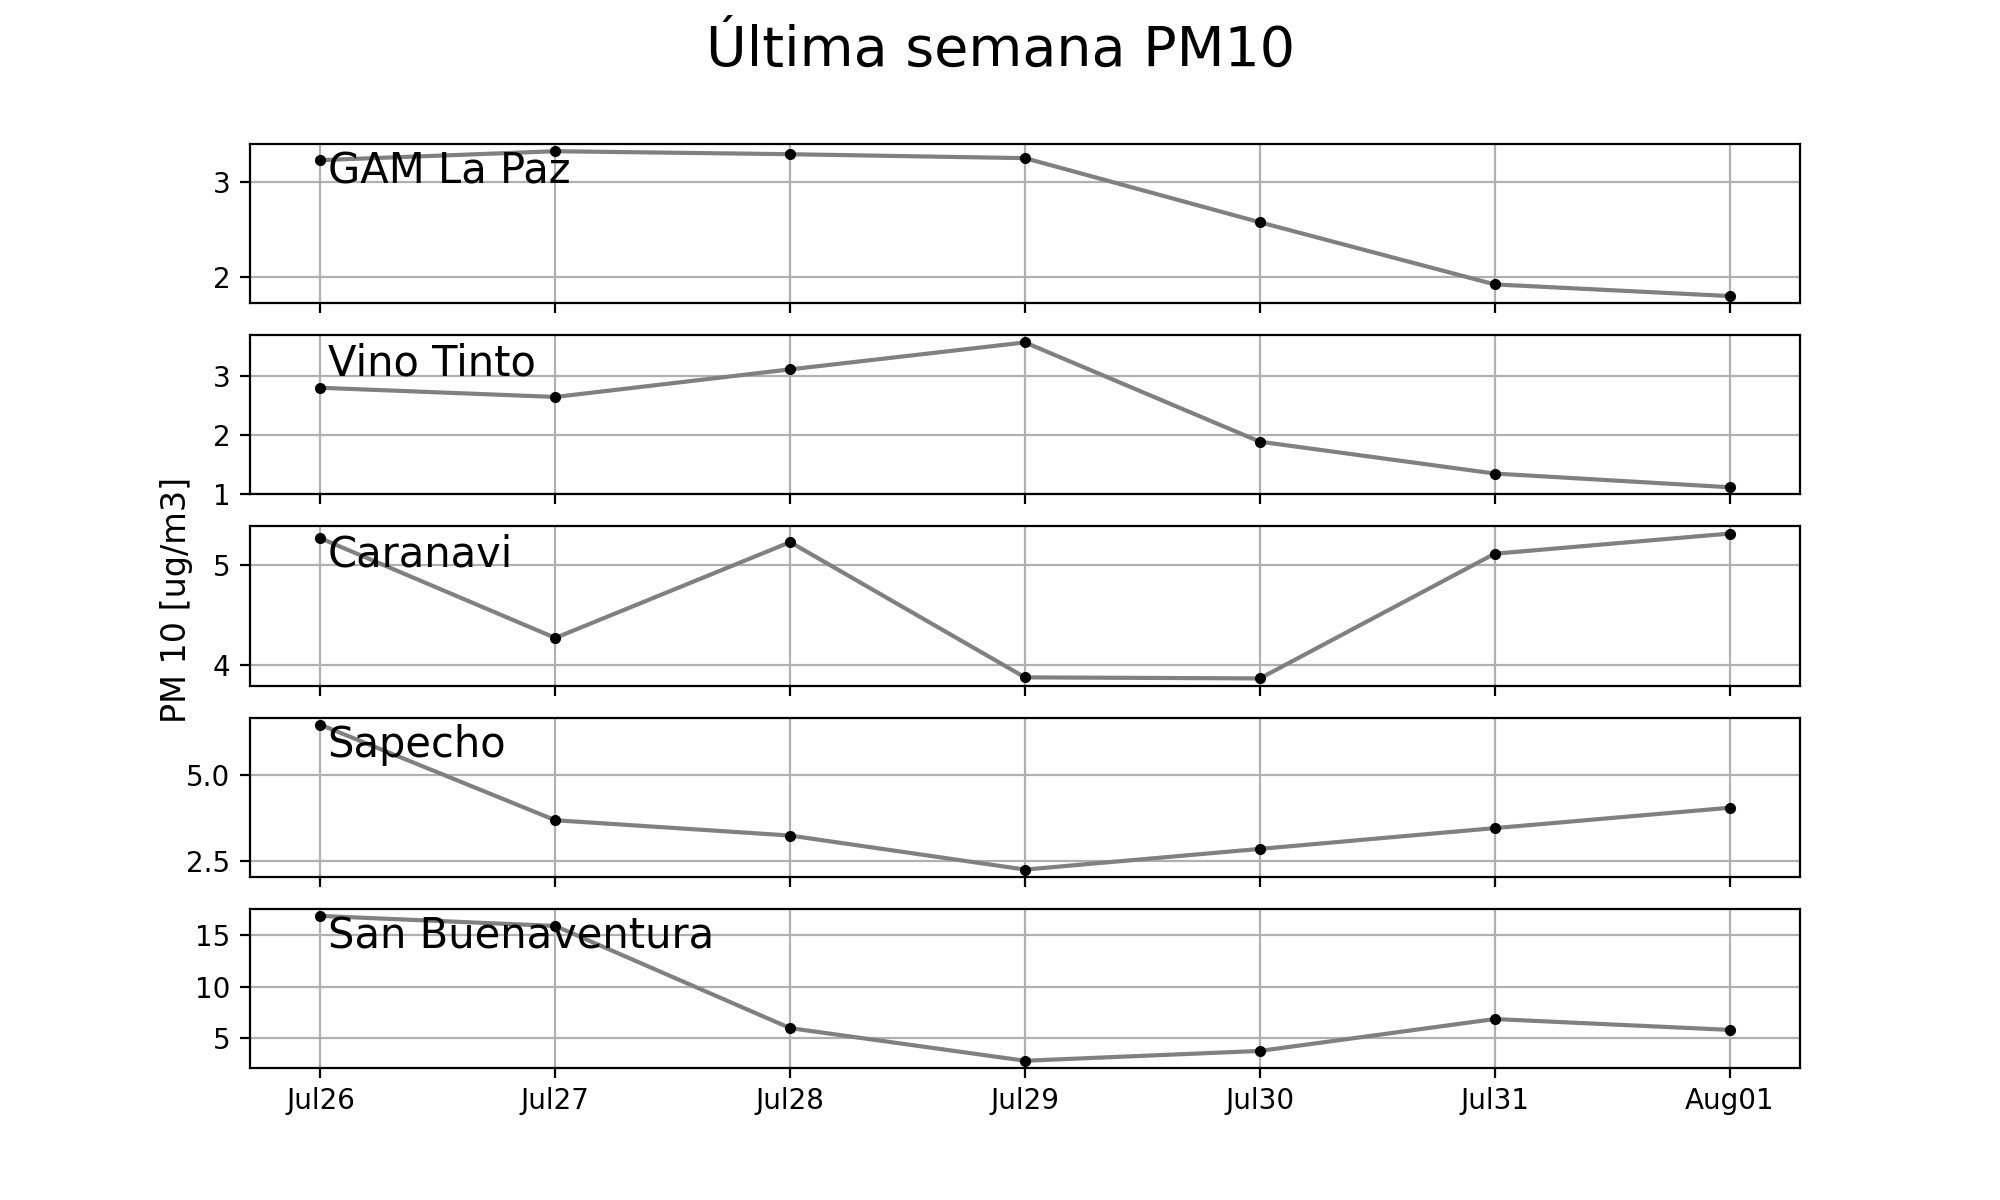 Última semana PM10
GAM La Paz
3
2
Vino Tinto
3
2
1
PM 10 [ug/m3]
Caranavi
5
4
Sapecho
5.0
2.5
San Buenaventura
15
10
5
Jul26 Jul27 Jul28 Jul29 Jul30 Jul31 Aug01